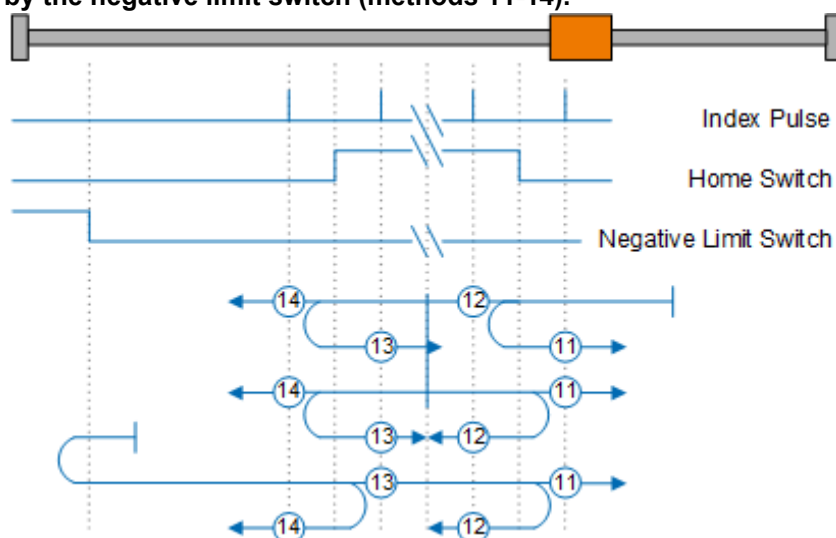 by the negative limit switch (methods 11-14).
Index Pulse
Home Switch
Negative Limit Switch
14 12
13 11
14 11
13 12
13 11
14 12